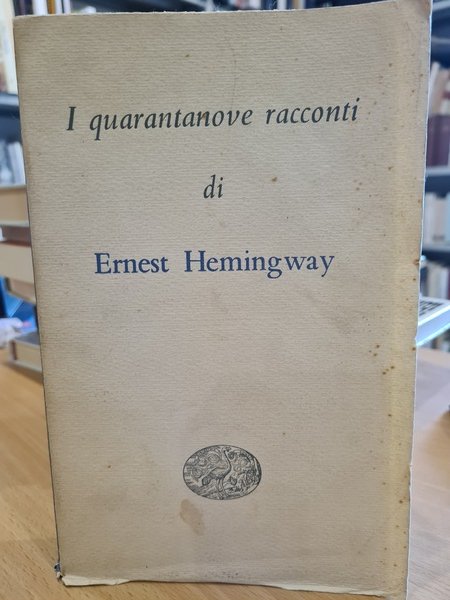 I quarantanove racconti
di
Ernest Hemingway